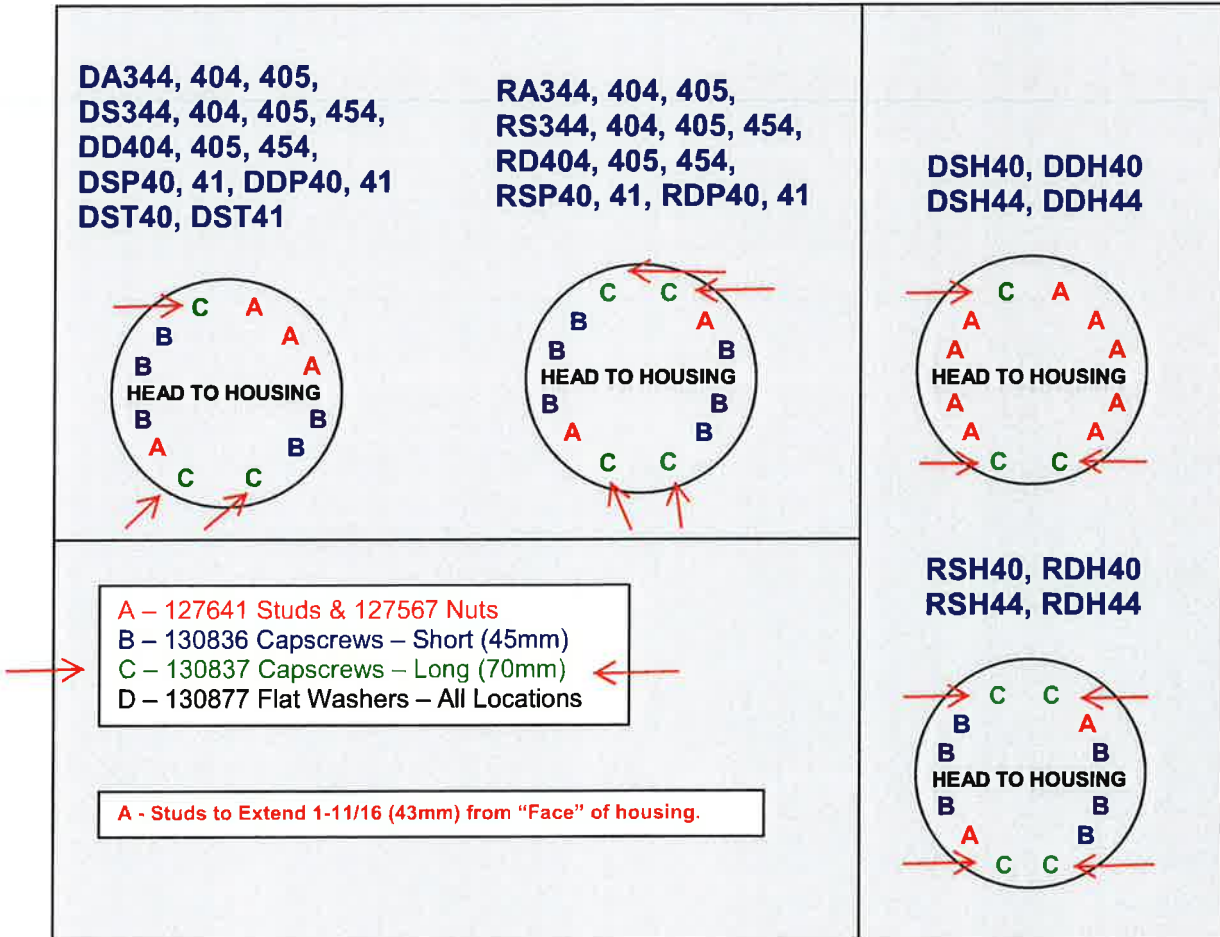 DA344, 404, 405,
DS344, 404, 405, 454,
DD404, 405, 454,
DSP40, 41, DDP40, 41
DST40, DST41
C A
B A
B A
HEAD TO HOUSING
B B
A B
C C
RA344, 404, 405,
RS344, 404, 405, 454,
RD404, 405, 454,
RSP40, 41, RDP40, 41
C C
B A
B B
HEAD TO HOUSING
B B
A B
C C
DSH40, DDH40
DSH44, DDH44
C A
A A
A A
HEAD TO HOUSING
A A
A A
C C
A – 127641 Studs & 127567 Nuts
B – 130836 Capscrews – Short (45mm)
C – 130837 Capscrews – Long (70mm)
D – 130877 Flat Washers – All Locations
A - Studs to Extend 1-11/16 (43mm) from “Face” of housing.
RSH40, RDH40
RSH44, RDH44
C C
B A
B B
HEAD TO HOUSING
B B
A B
C C